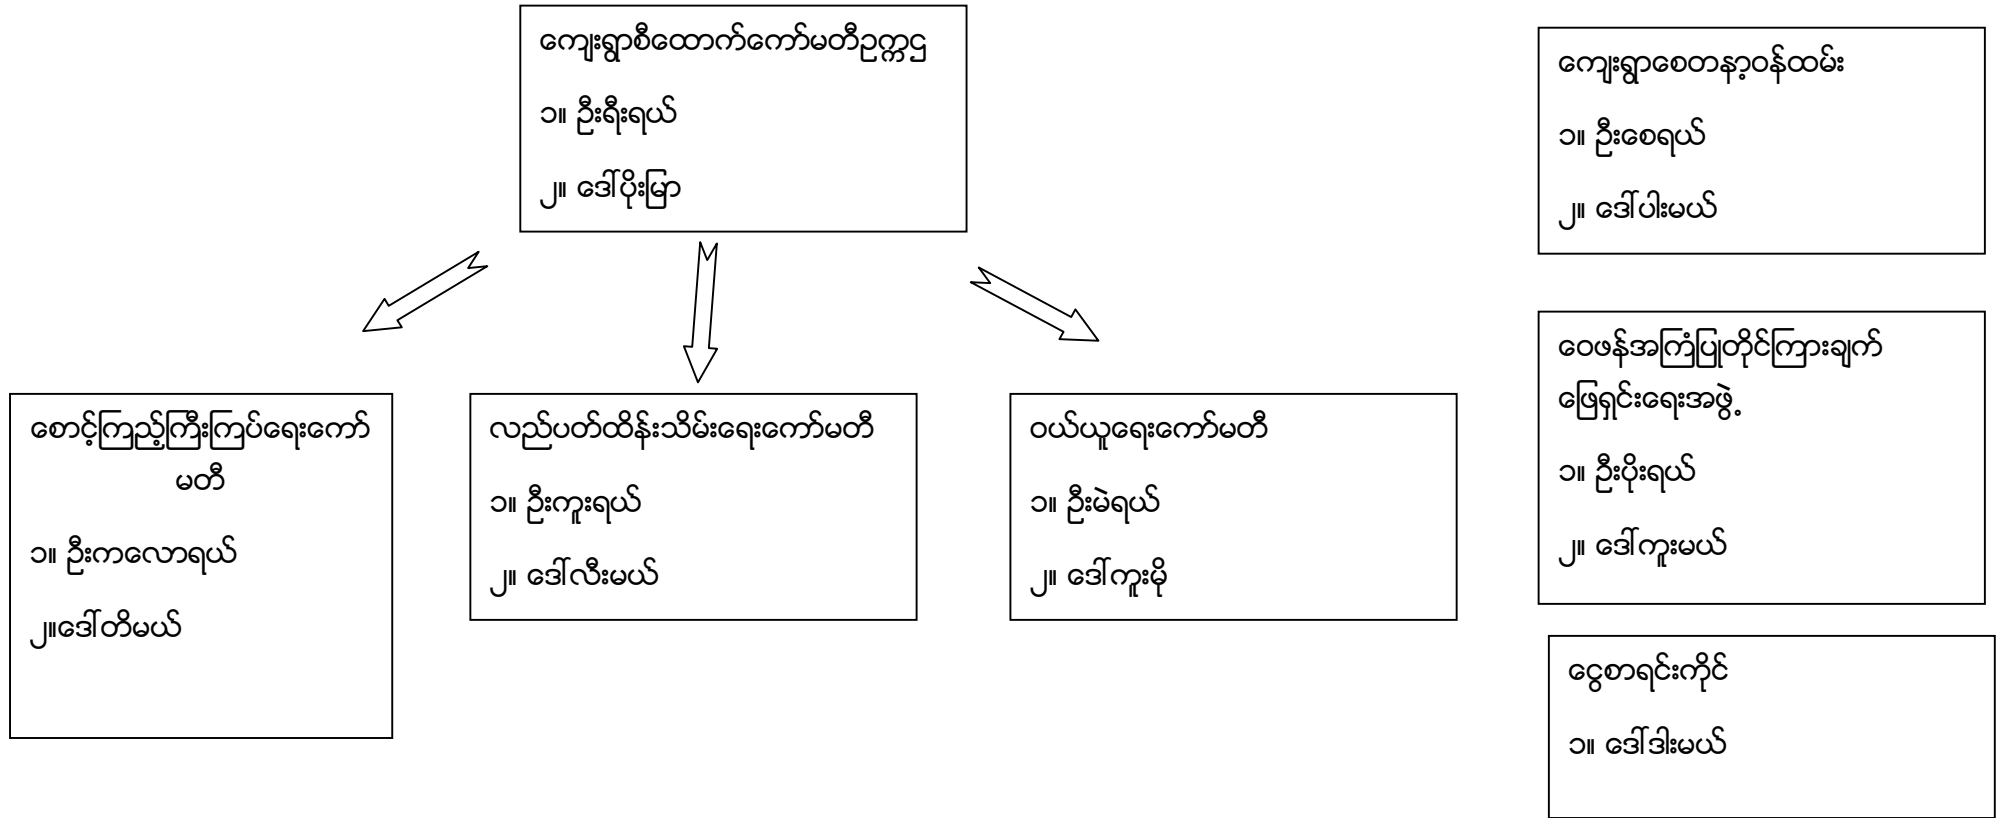 ကျေးရွာစီထောက်ကော်မတီဥက္ကဌ
၁။ ဦးရီးရယ်
၂။ ဒေါ်ပိုးမြာ
ကျေးရွာစေတနာ့ဝန်ထမ်း
၁။ ဦးစေရယ်
၂။ ဒေါ်ပါးမယ်
ဝေဖန်အကြံပြုတိုင်ကြားချက်
ဖြေရှင်းရေးအဖွဲ့
၁။ ဦးပိုးရယ်
၂။ ဒေါ်ကူးမယ်
စောင့်ကြည့်ကြီးကြပ်ရေးကော်
မတီ
၁။ ဦးကလောရယ်
၂။ဒေါ်တိမယ်
လည်ပတ်ထိန်းသိမ်းရေးကော်မတီ
၁။ ဦးကူးရယ်
၂။ ဒေါ်လီးမယ်
ဝယ်ယူရေးကော်မတီ
၁။ ဦးမဲရယ်
၂။ ဒေါ်ကူးမို
ငွေစာရင်းကိုင်
၁။ ဒေါ်ဒါးမယ်